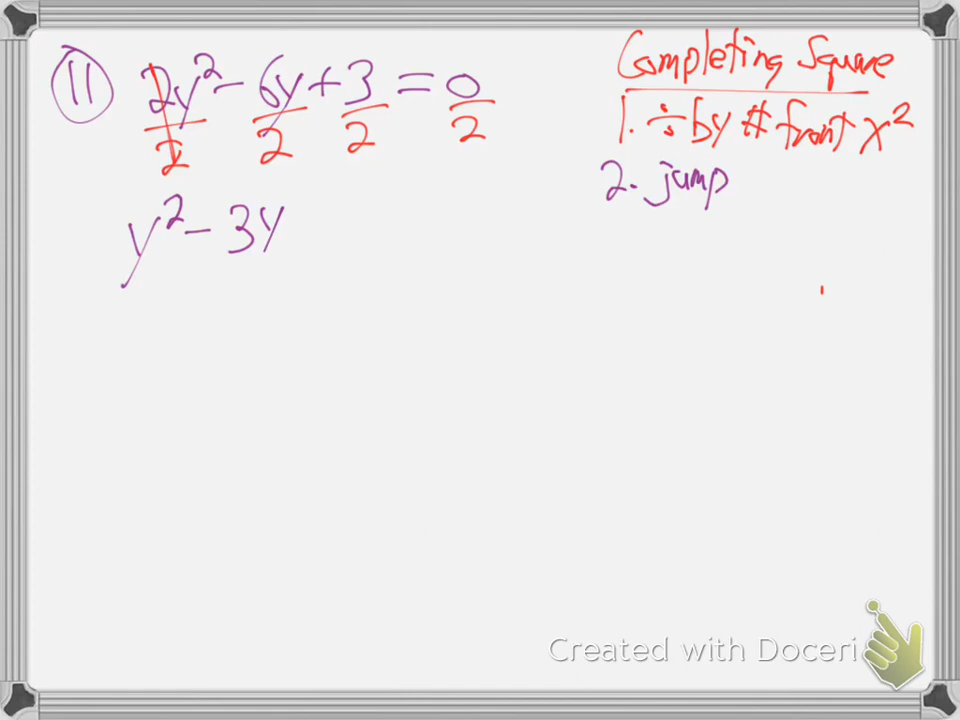 11 2y² - 6y + 3 = 0
2 2 2 2
y² - 3y
Completing Square
1. ÷ by # front x²
2. jump
Created with Doceri